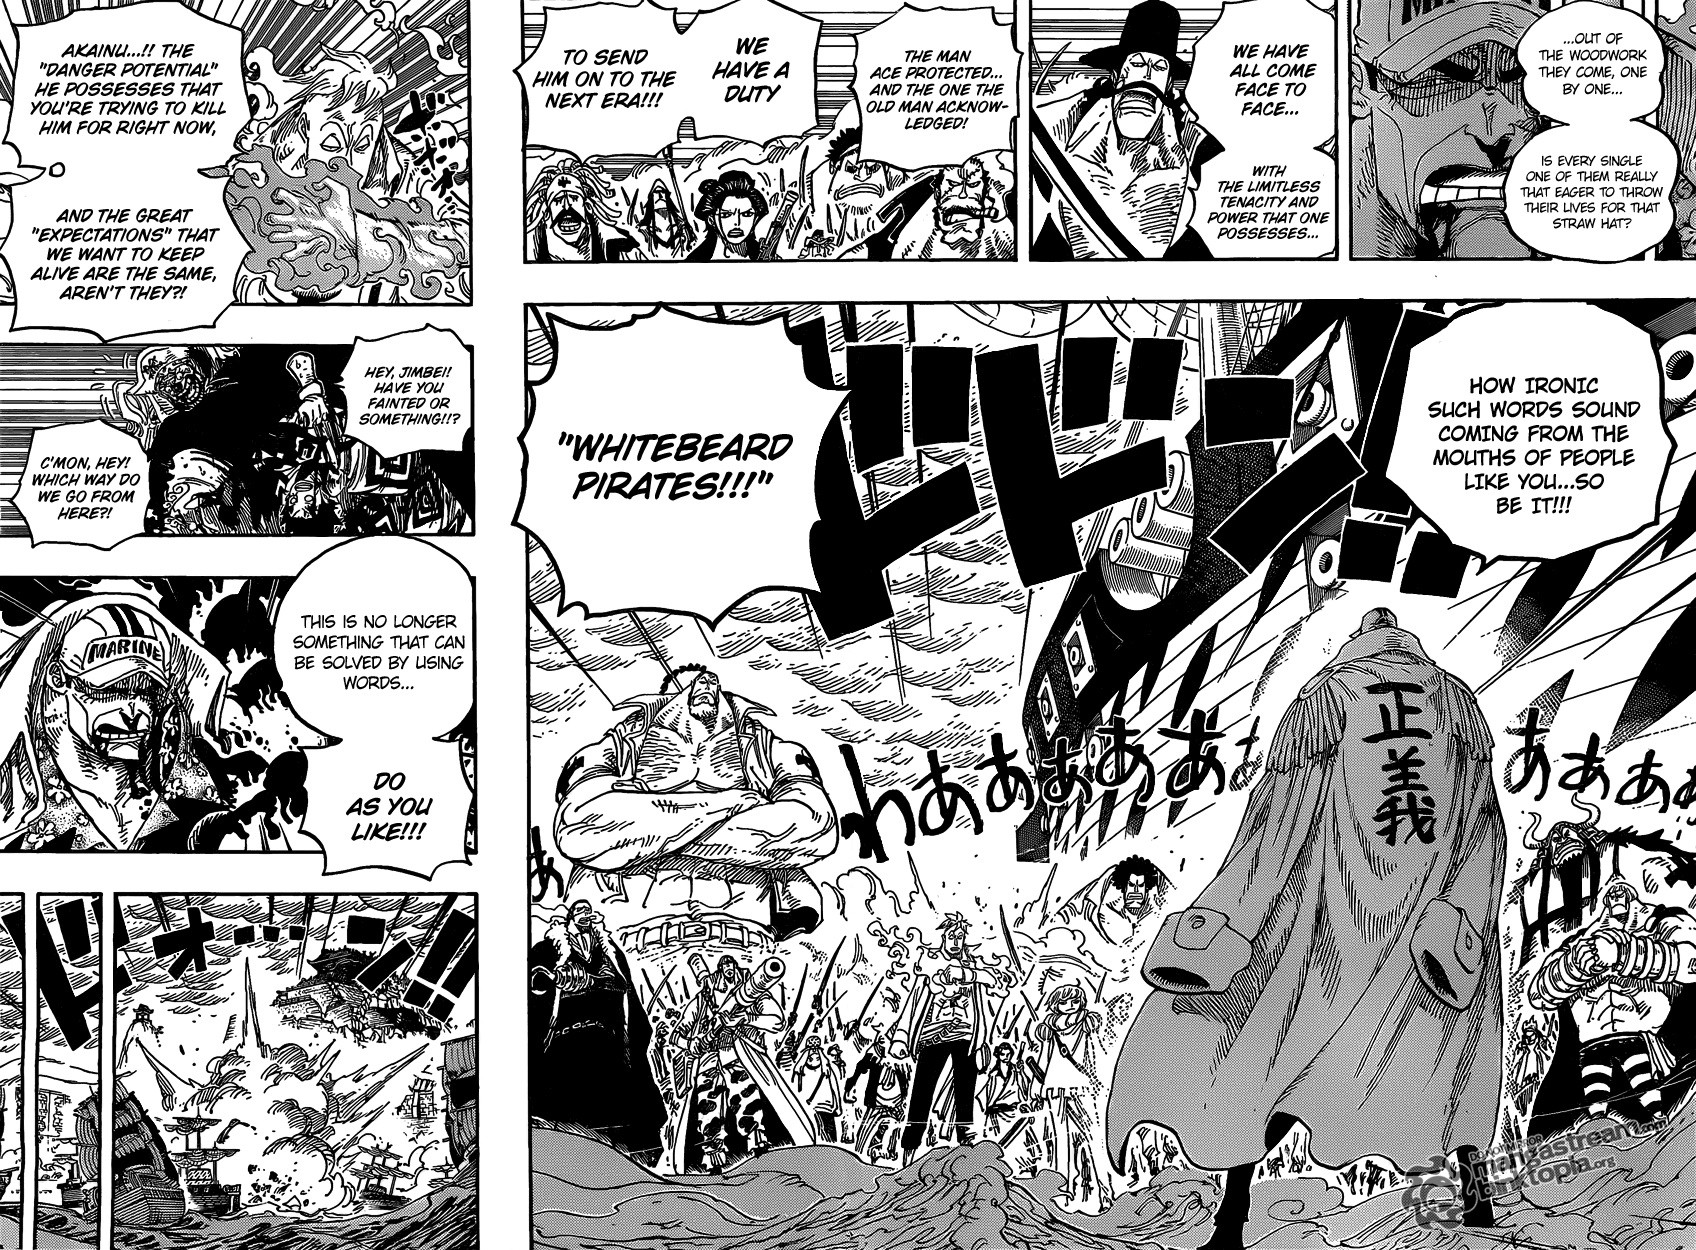 MARINE
...OUT OF
THE WOODWORK
THEY COME, ONE
BY ONE...
IS EVERY SINGLE
ONE OF THEM REALLY
THAT EAGER TO THROW
THEIR LIVES FOR THAT
STRAW HAT?
WE HAVE
ALL COME
FACE TO
FACE...
WITH
THE LIMITLESS
TENACITY AND
POWER THAT ONE
POSSESSES...
THE MAN
ACE PROTECTED...
AND THE ONE THE
OLD MAN ACKNOW-
LEDGED!
WE
HAVE A
DUTY
TO SEND
HIM ON TO THE
NEXT ERA!!!
HOW IRONIC
SUCH WORDS SOUND
COMING FROM THE
MOUTHS OF PEOPLE
LIKE YOU...SO
BE IT!!!
"WHITEBEARD
PIRATES!!!"
ドドン!!
正義
わあああああ
ああああ
あ
AKAINU...!! THE
"DANGER POTENTIAL"
HE POSSESSES THAT
YOU'RE TRYING TO KILL
HIM FOR RIGHT NOW,
AND THE GREAT
"EXPECTATIONS" THAT
WE WANT TO KEEP
ALIVE ARE THE SAME,
AREN'T THEY?!
HEY, JIMBEI!
HAVE YOU
FAINTED OR
SOMETHING!!?
C'MON, HEY!
WHICH WAY DO
WE GO FROM
HERE?!
MARINE
THIS IS NO LONGER
SOMETHING THAT CAN
BE SOLVED BY USING
WORDS...
DO
AS YOU
LIKE!!!
ドオ…ン!!
mangastream.com
binktopia.org